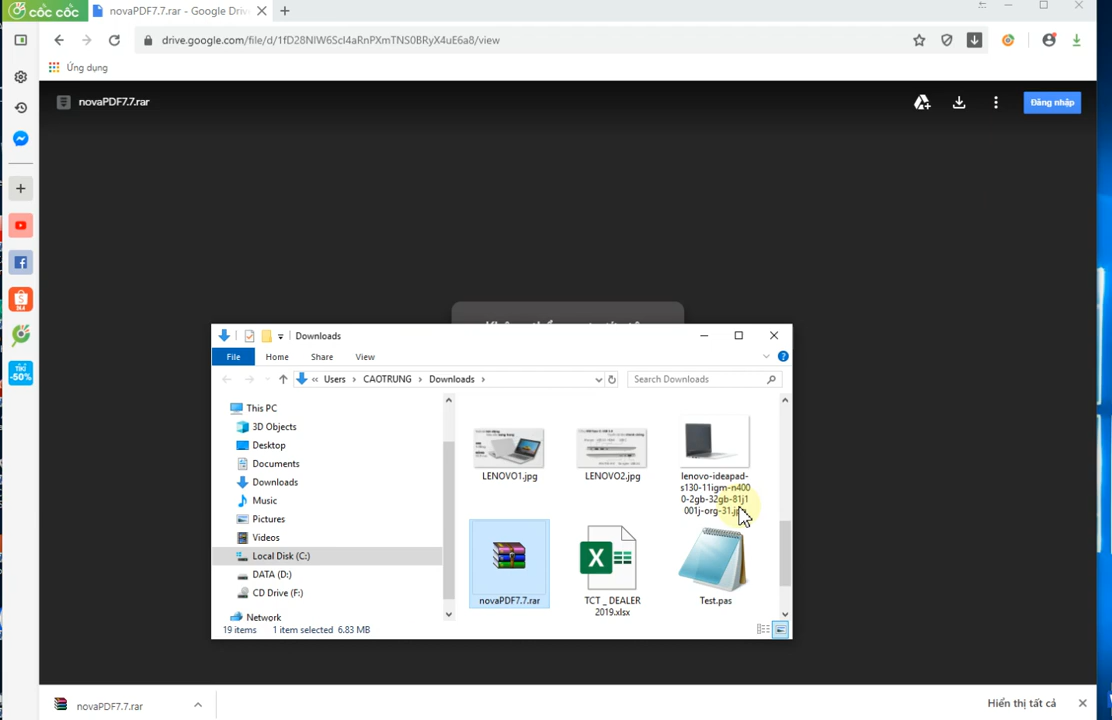 cốc cốc
novaPDF7.7.rar - Google Driv
drive.google.com/file/d/1fD28NIW6ScI4aRnPXmTNS0BRyX4uE6a8/view
Ứng dụng
novaPDF7.7.rar
Đăng nhập
Downloads
File Home Share View
« Users > CAOTRUNG > Downloads >
Search Downloads
This PC
3D Objects
Desktop
Documents
Downloads
Music
Pictures
Videos
Local Disk (C:)
DATA (D:)
CD Drive (F:)
Network
LENOVO1.jpg
LENOVO2.jpg
lenovo-ideapad-
s130-11igm-n400
0-2gb-32gb-81j1
001j-org-31.jpg
novaPDF7.7.rar
TCT _ DEALER
2019.xlsx
Test.pas
19 items 1 item selected 6.83 MB
TIKI
-50%
novaPDF7.7.rar
Hiển thị tất cả